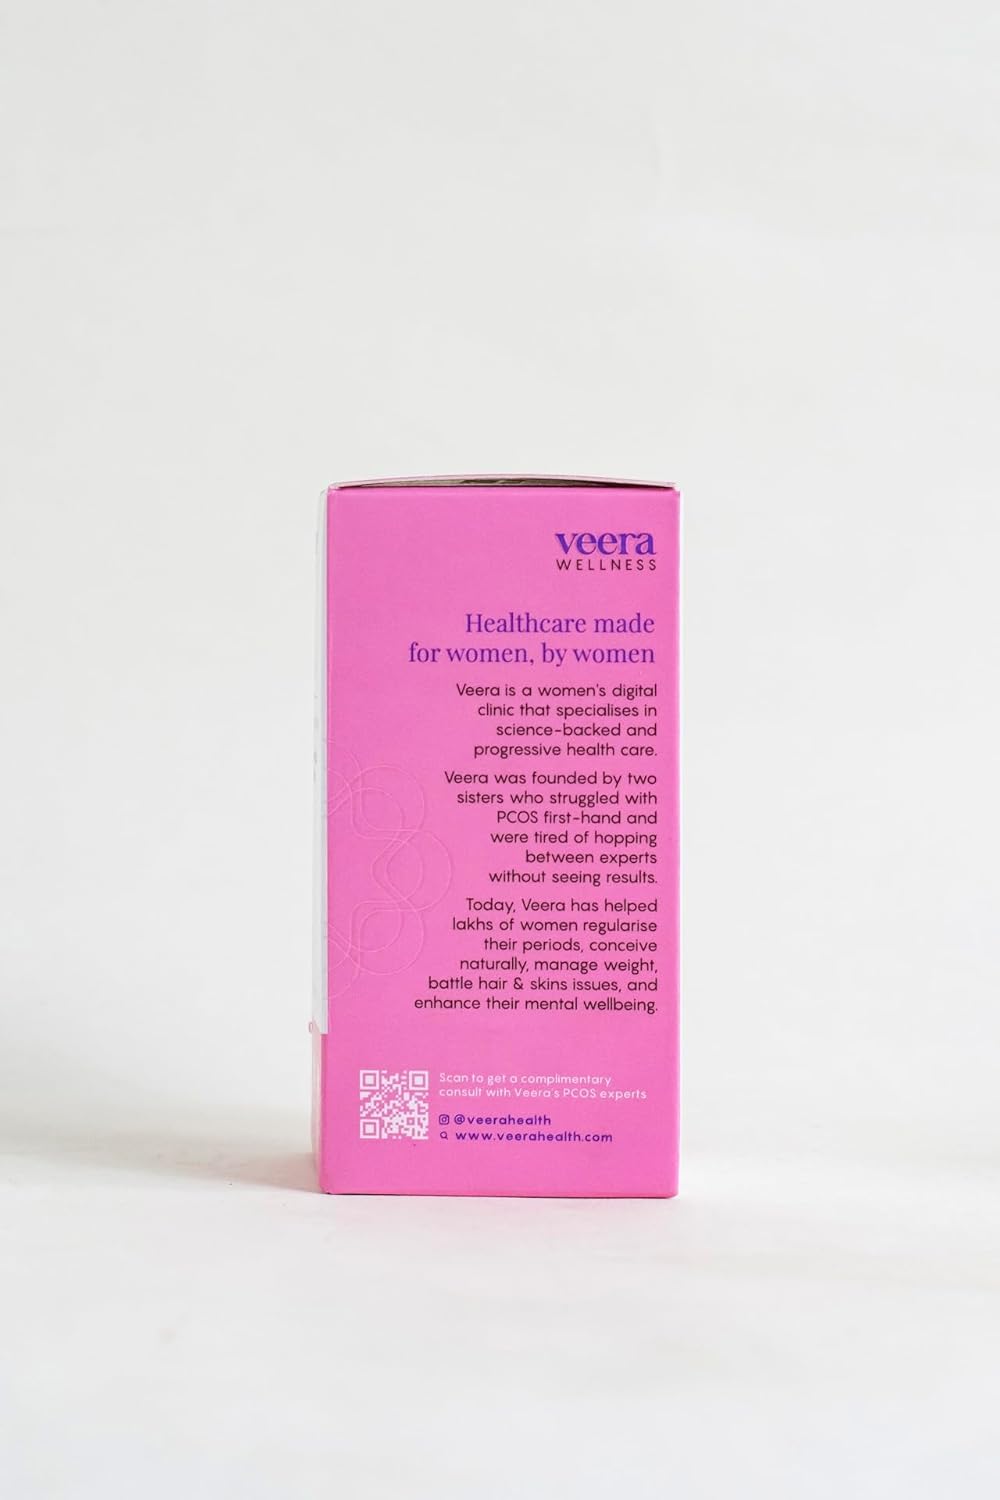 veera
WELLNESS
Healthcare made
for women, by women
Veera is a women's digital
clinic that specialises in
science-backed and
progressive health care.
Veera was founded by two
sisters who struggled with
PCOS first-hand and
were tired of hopping
between experts
without seeing results.
Today, Veera has helped
lakhs of women regularise
their periods, conceive
naturally, manage weight,
battle hair & skins issues, and
enhance their mental wellbeing.
Scan to get a complimentary
consult with Veera's PCOS experts
@veerahealth
www.veerahealth.com